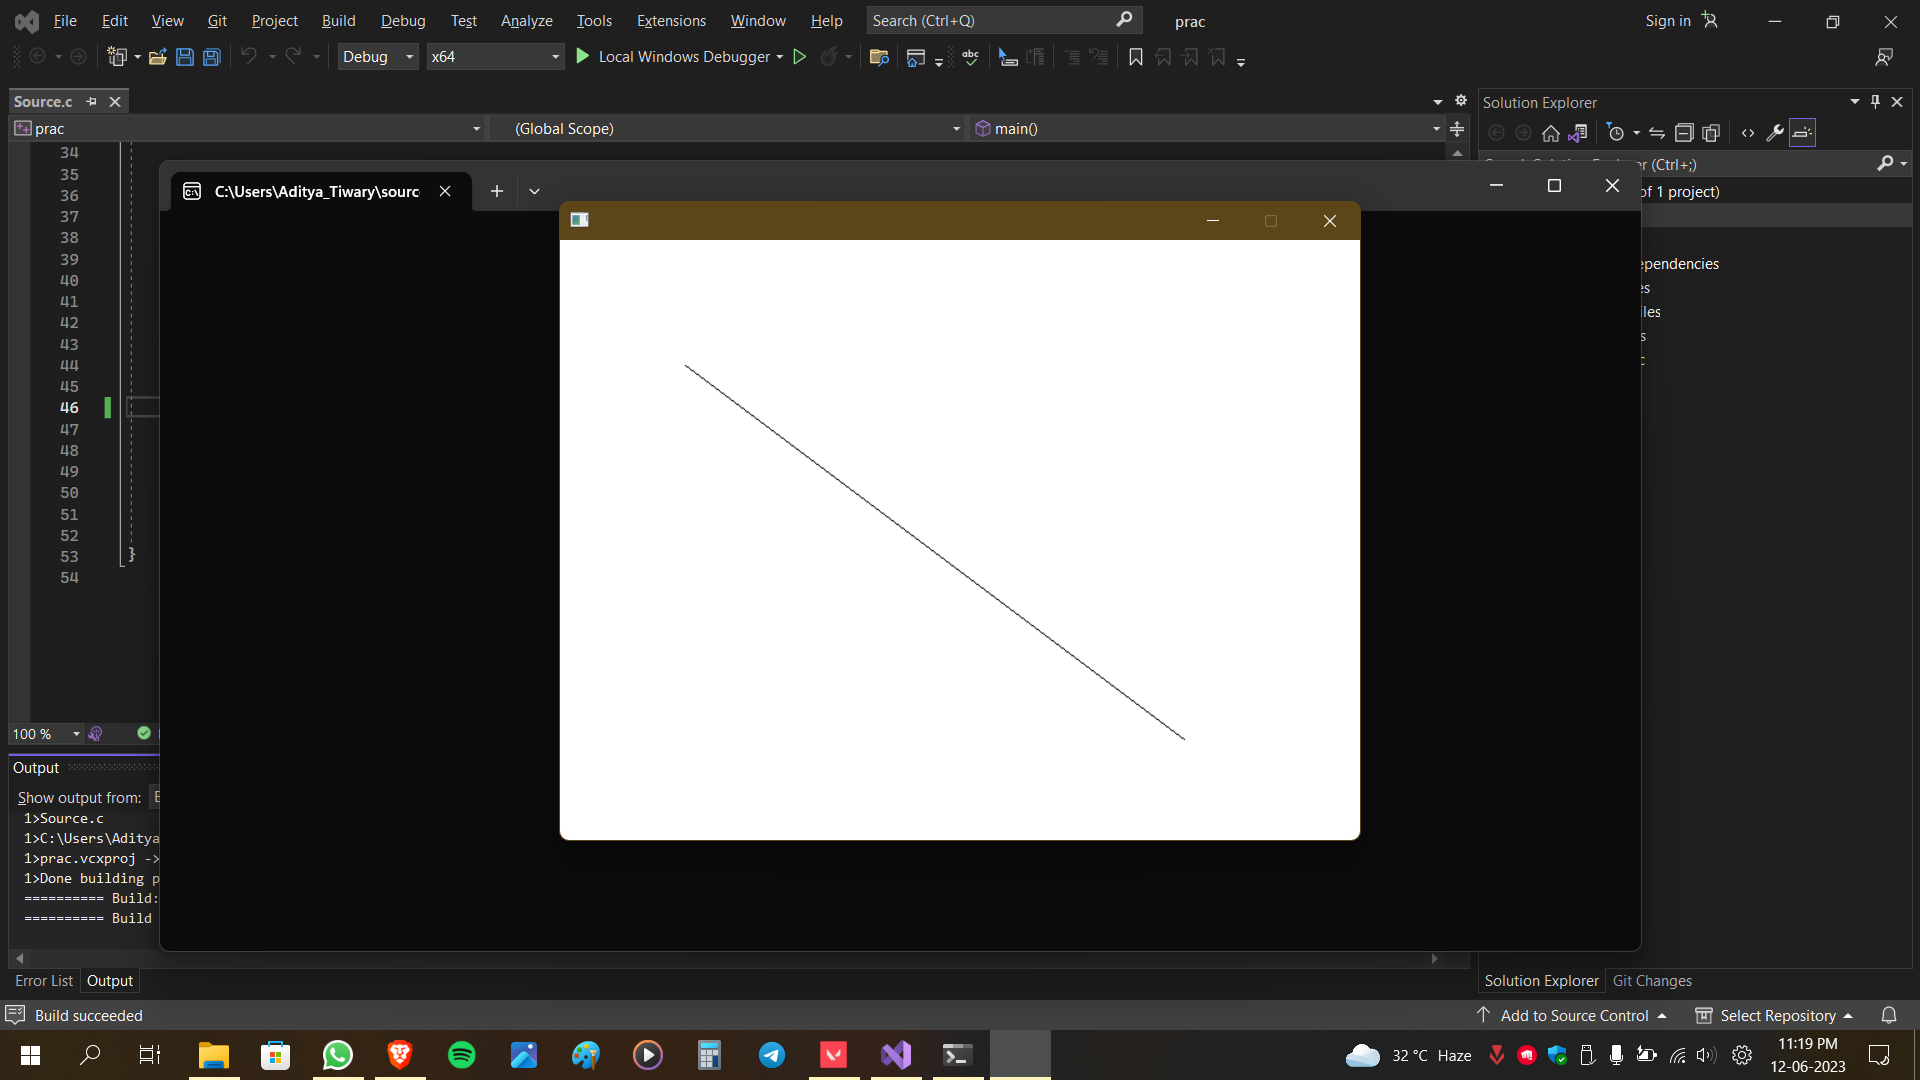 File Edit View Git Project Build Debug Test Analyze Tools Extensions Window Help Search (Ctrl+Q) prac Sign in
Debug x64 Local Windows Debugger abc
Source.c
prac (Global Scope) main()
Solution Explorer
r (Ctrl+;)
of 1 project)
ependencies
es
iles
s
c
34
35
36
37
38
39
40
41
42
43
44
45
46
47
48
49
50
51
52
53 }
54
C:\Users\Aditya_Tiwary\sourc
100 %
Output
Show output from:
1>Source.c
1>C:\Users\Aditya
1>prac.vcxproj ->
1>Done building p
========== Build:
========== Build
Error List Output
Solution Explorer Git Changes
Build succeeded Add to Source Control Select Repository
32 °C Haze
11:19 PM
12-06-2023